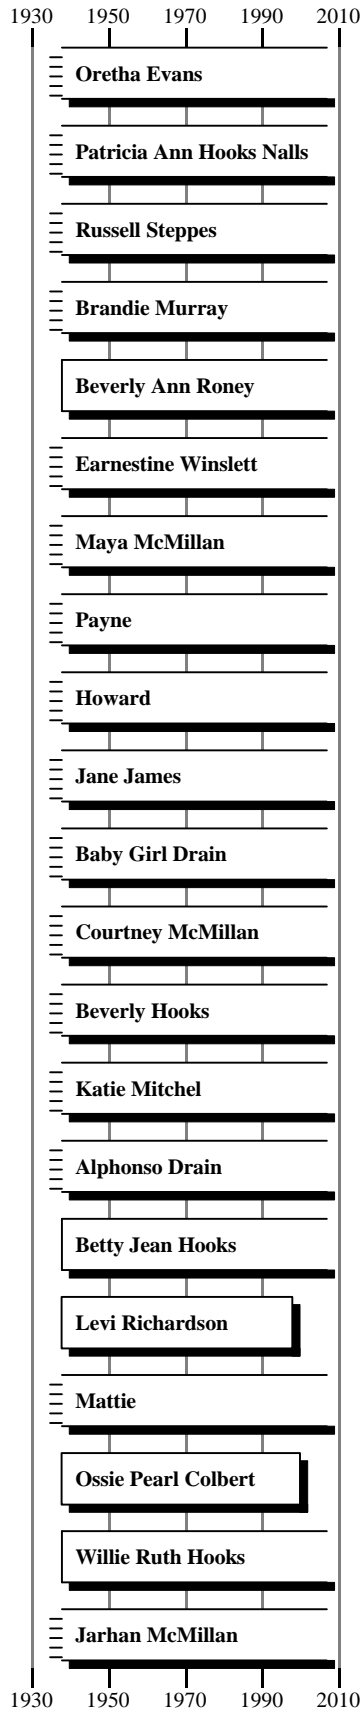 1930 1950 1970 1990 2010
Oretha Evans
Patricia Ann Hooks Nalls
Russell Steppes
Brandie Murray
Beverly Ann Roney
Earnestine Winslett
Maya McMillan
Payne
Howard
Jane James
Baby Girl Drain
Courtney McMillan
Beverly Hooks
Katie Mitchel
Alphonso Drain
Betty Jean Hooks
Levi Richardson
Mattie
Ossie Pearl Colbert
Willie Ruth Hooks
Jarhan McMillan
1930 1950 1970 1990 2010